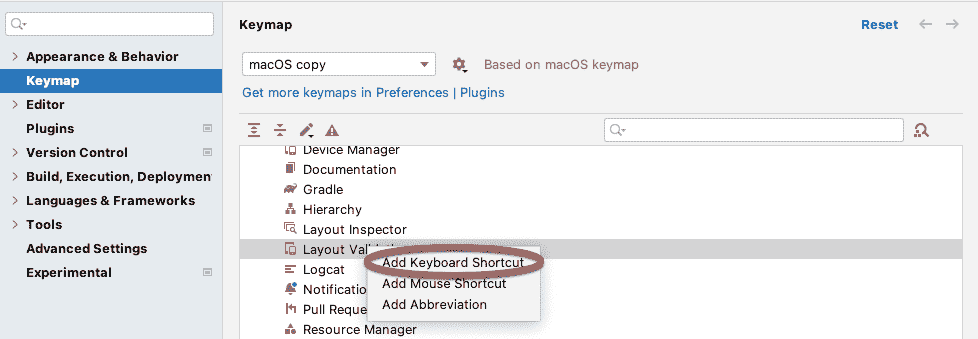 Keymap
Reset
Appearance & Behavior
Keymap
Editor
Plugins
Version Control
Build, Execution, Deploymen
Languages & Frameworks
Tools
Advanced Settings
Experimental
macOS copy
Based on macOS keymap
Get more keymaps in Preferences | Plugins
Device Manager
Documentation
Gradle
Hierarchy
Layout Inspector
Layout Vali
Logcat
Notificatio
Pull Reque
Resource Manager
Add Keyboard Shortcut
Add Mouse Shortcut
Add Abbreviation